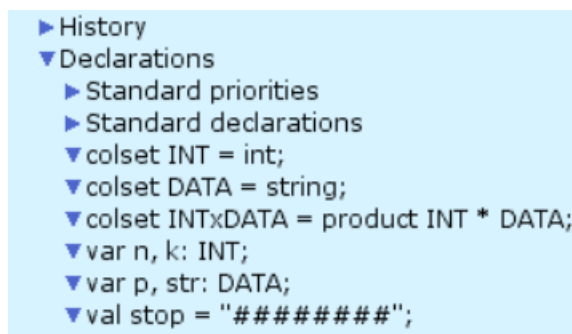 History
Declarations
Standard priorities
Standard declarations
colset INT = int;
colset DATA = string;
colset INTxDATA = product INT * DATA;
var n, k: INT;
var p, str: DATA;
val stop = "########";